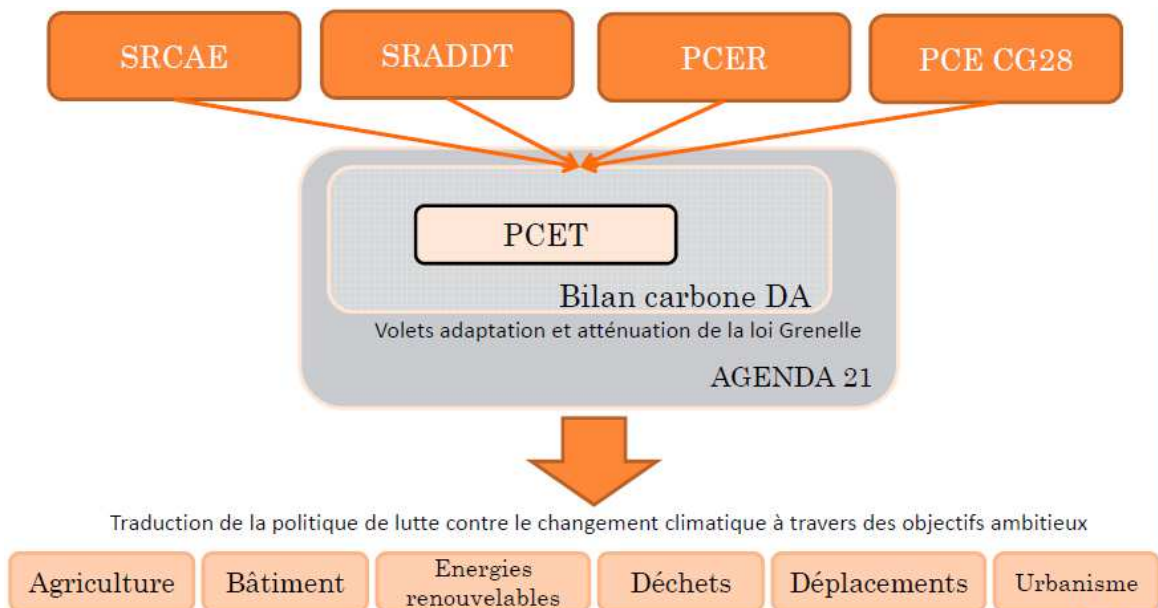 SRCAE
SRADDT
PCER
PCE CG28
PCET
Bilan carbone DA
Volets adaptation et atténuation de la loi Grenelle
AGENDA 21
Traduction de la politique de lutte contre le changement climatique à travers des objectifs ambitieux
Agriculture
Bâtiment
Energies
renouvelables
Déchets
Déplacements
Urbanisme